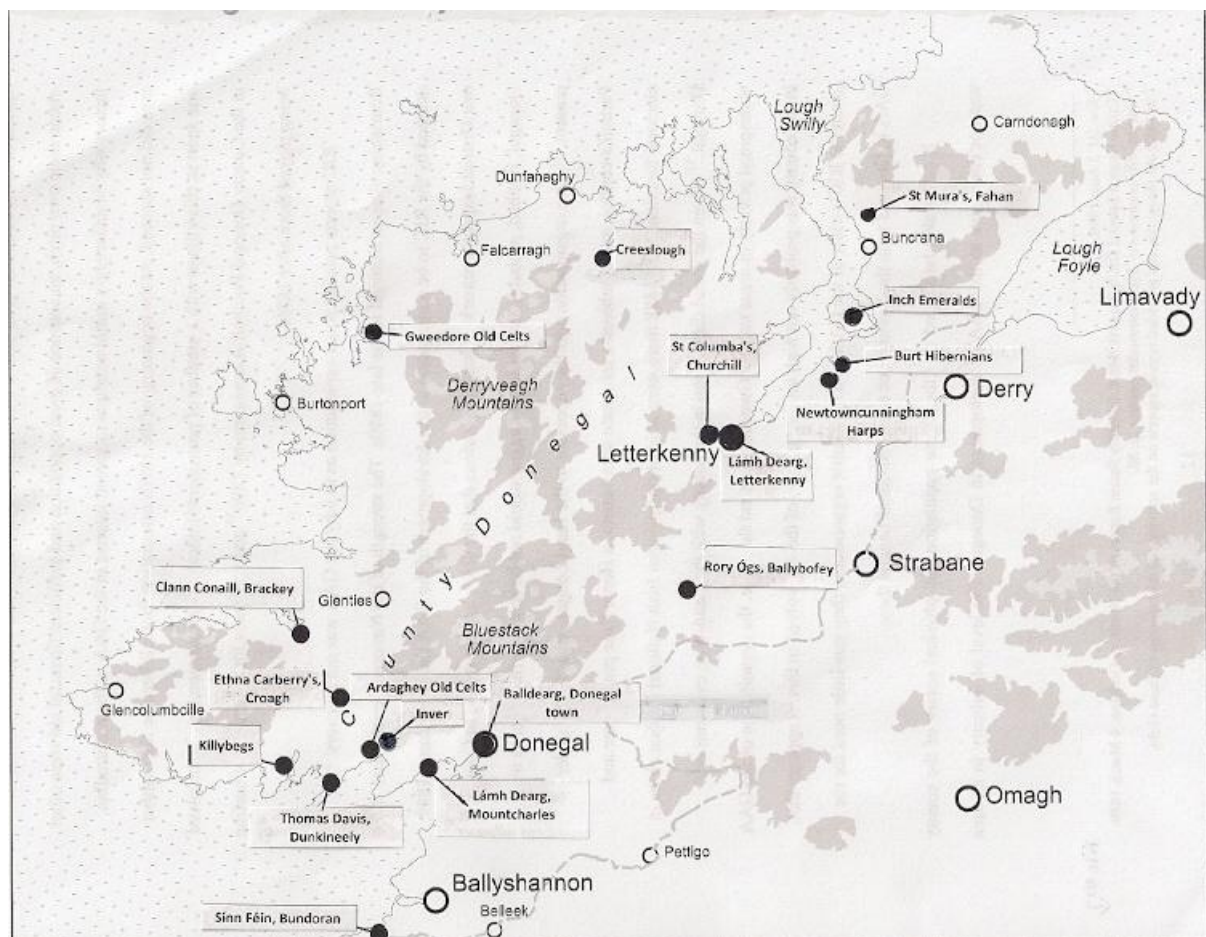 Lough
Swilly
Carndonagh
Dunfanaghy
St Mura's, Fahan
Buncrana
Falcarragh
Creeslough
Lough
Foyle
Limavady
Inch Emeralds
Gweedore Old Celts
St Columba's,
Churchill
Burt Hibernians
Derryveagh
Mountains
Derry
Burtonport
Newtowncunningham
Harps
Letterkenny
Lámh Dearg,
Letterkenny
County Donegal
Strabane
Rory Ógs, Ballybofey
Clann Conaill, Brackey
Glenties
Bluestack
Mountains
Ethna Carberry's,
Croagh
Ardaghey Old Celts
Balldearg, Donegal
town
Glencolumbcille
Inver
Donegal
Killybegs
Lámh Dearg,
Mountcharles
Thomas Davis,
Dunkineely
Omagh
Pettigo
Ballyshannon
Belleek
Sinn Féin, Bundoran